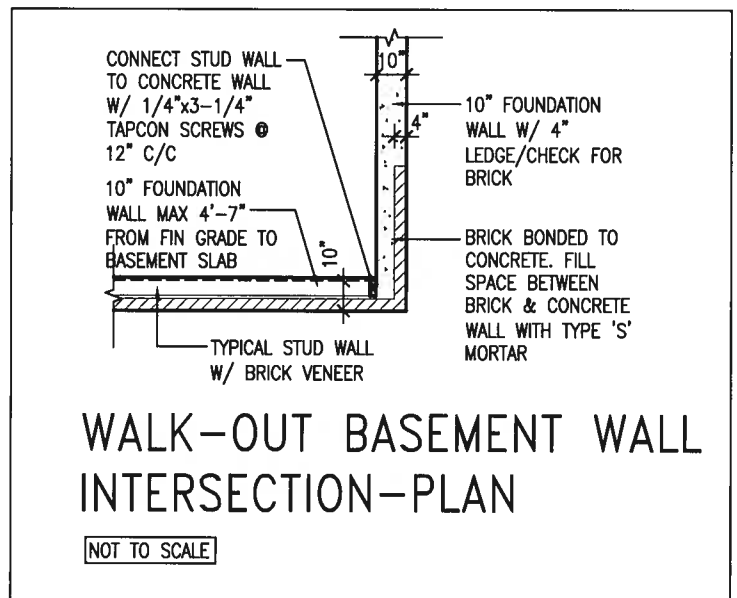 CONNECT STUD WALL
TO CONCRETE WALL
W/ 1/4"x3-1/4"
TAPCON SCREWS @
12" C/C
10" FOUNDATION
WALL MAX 4'-7"
FROM FIN GRADE TO
BASEMENT SLAB
10"
10"
4"
10" FOUNDATION
WALL W/ 4"
LEDGE/CHECK FOR
BRICK
BRICK BONDED TO
CONCRETE. FILL
SPACE BETWEEN
BRICK & CONCRETE
WALL WITH TYPE 'S'
MORTAR
TYPICAL STUD WALL
W/ BRICK VENEER
WALK-OUT BASEMENT WALL
INTERSECTION-PLAN
NOT TO SCALE